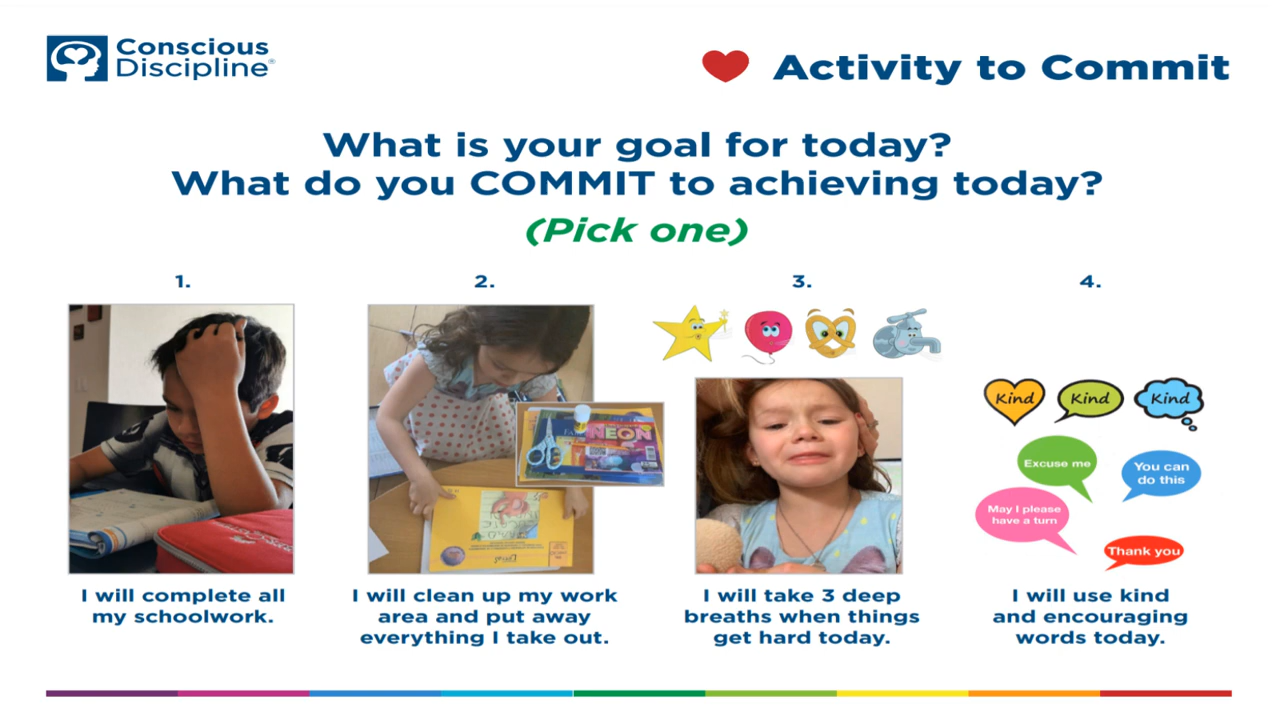 Conscious
Discipline®
Activity to Commit
What is your goal for today?
What do you COMMIT to achieving today?
(Pick one)
1.
2.
3.
4.
NEON
Kind
Kind
Kind
Excuse me
You can
do this
May I please
have a turn
Thank you
I will complete all
my schoolwork.
I will clean up my work
area and put away
everything I take out.
I will take 3 deep
breaths when things
get hard today.
I will use kind
and encouraging
words today.